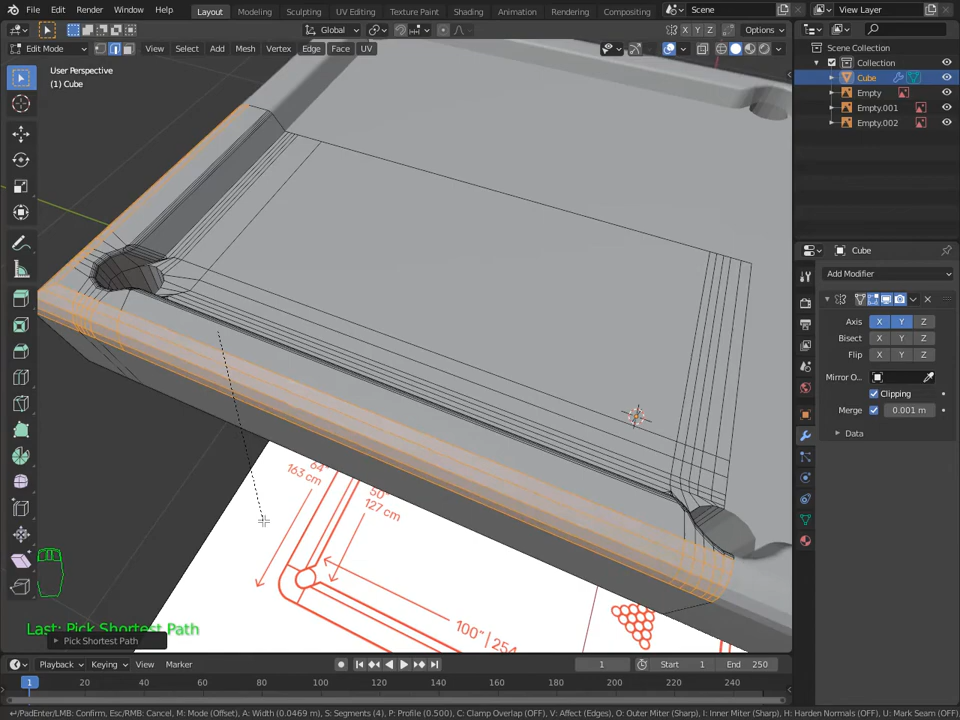 File Edit Render Window Help Layout Modeling Sculpting UV Editing Texture Paint Shading Animation Rendering Compositing Scene View Layer
Global Options
X Y Z
Edit Mode View Select Add Mesh Vertex Edge Face UV
User Perspective
(1) Cube
Scene Collection
Collection
Cube
Empty
Empty.001
Empty.002
Cube
Add Modifier
Axis X Y Z
Bisect X Y Z
Flip X Y Z
Mirror O...
Clipping
Merge 0.001 m
Data
64"
163 cm
50"
127 cm
100" | 254
Last: Pick Shortest Path
Pick Shortest Path
Playback Keying View Marker 1 Start 1 End 250
1 20 40 60 80 100 120 140 160 180 200 220 240
↵/PadEnter/LMB: Confirm, Esc/RMB: Cancel, M: Mode (Offset), A: Width (0.0469 m), S: Segments (4), P: Profile (0.500), C: Clamp Overlap (OFF), V: Affect (Edges), O: Outer Miter (Sharp), I: Inner Miter (Sharp), H: Harden Normals (OFF), U: Mark Seam (OFF)